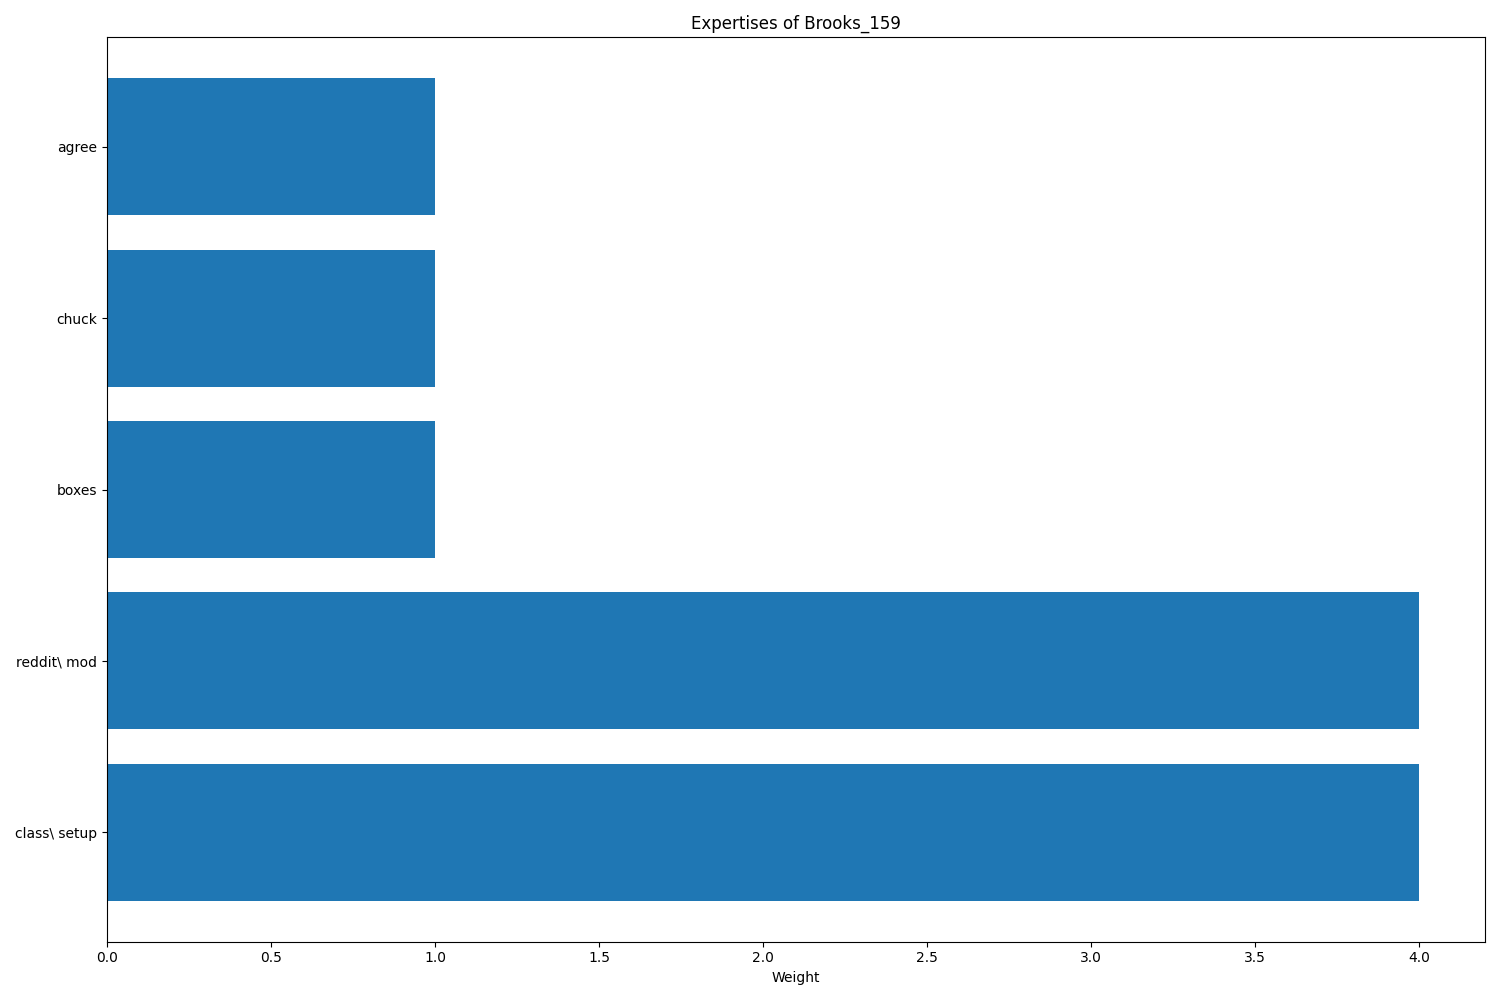 Expertises of Brooks_159
agree
chuck
boxes
reddit\ mod
class\ setup
0.0 0.5 1.0 1.5 2.0 2.5 3.0 3.5 4.0
Weight